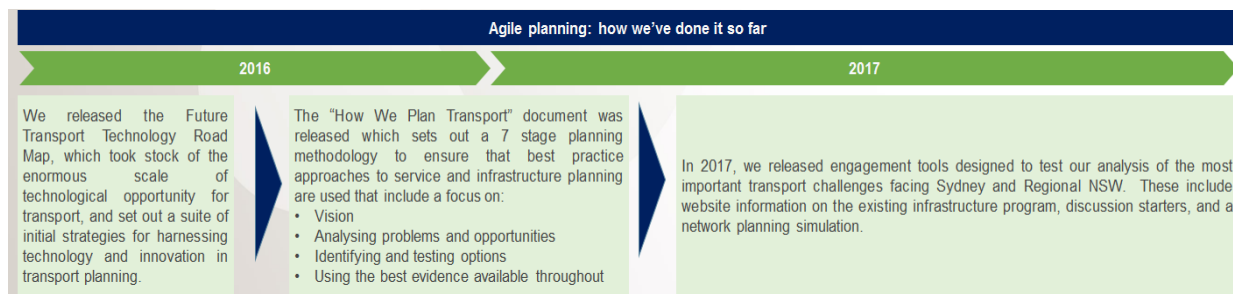 Agile planning: how we've done it so far
2016
2017
We released the Future
Transport Technology Road
Map, which took stock of the
enormous scale of
technological opportunity for
transport, and set out a suite of
initial strategies for harnessing
technology and innovation in
transport planning.
The “How We Plan Transport” document was
released which sets out a 7 stage planning
methodology to ensure that best practice
approaches to service and infrastructure planning
are used that include a focus on:
• Vision
• Analysing problems and opportunities
• Identifying and testing options
• Using the best evidence available throughout
In 2017, we released engagement tools designed to test our analysis of the most
important transport challenges facing Sydney and Regional NSW. These include
website information on the existing infrastructure program, discussion starters, and a
network planning simulation.